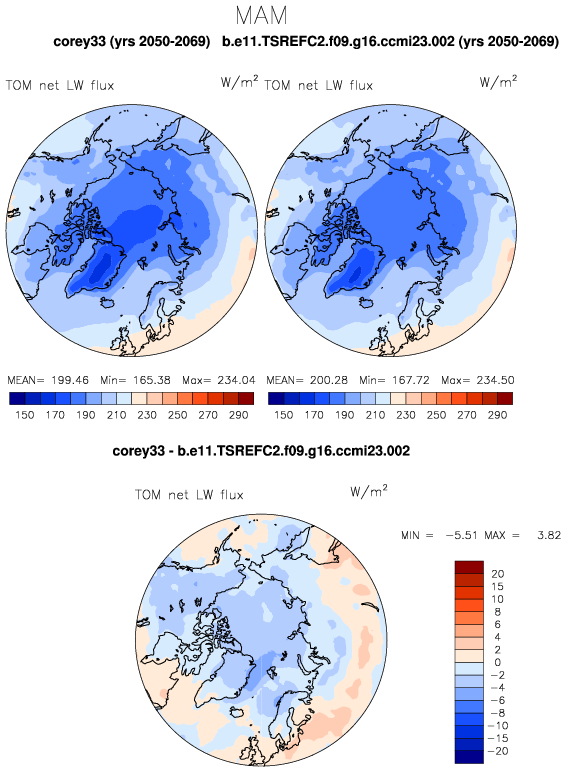 MAM
corey33 (yrs 2050-2069) b.e11.TSREFC2.f09.g16.ccmi23.002 (yrs 2050-2069)
TOM net LW flux W/m² TOM net LW flux W/m²
MEAN= 199.46 Min= 165.38 Max= 234.04 MEAN= 200.28 Min= 167.72 Max= 234.50
150 170 190 210 230 250 270 290 150 170 190 210 230 250 270 290
corey33 - b.e11.TSREFC2.f09.g16.ccmi23.002
TOM net LW flux W/m²
MIN = -5.51 MAX = 3.82
20
15
10
8
6
4
2
0
-2
-4
-6
-8
-10
-15
-20